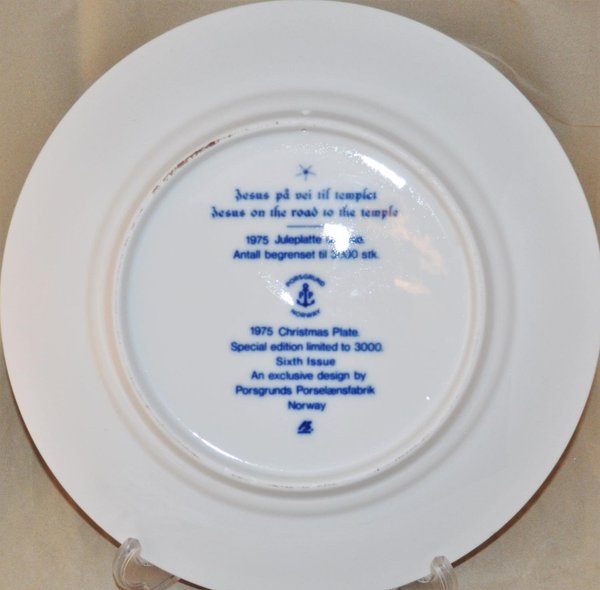 Jesus på vei til templet
Jesus on the road to the temple
1975 Juleplatte
Antall begrenset til 3000 stk.
PORSGRUND
P P
NORWAY
1975 Christmas Plate.
Special edition limited to 3000.
Sixth Issue
An exclusive design by
Porsgrunds Porselænsfabrik
Norway